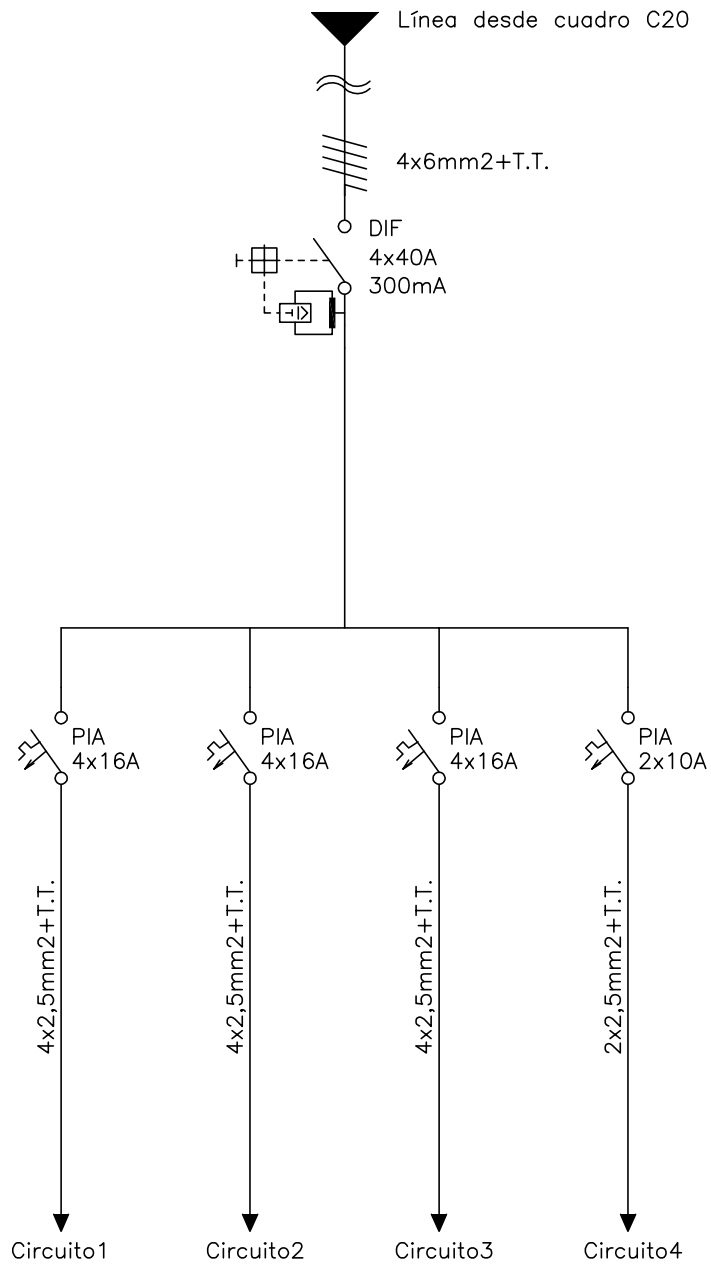 Línea desde cuadro C20
4x6mm2+T.T.
DIF
4x40A
300mA
PIA
4x16A
PIA
4x16A
PIA
4x16A
PIA
2x10A
4x2,5mm2+T.T.
4x2,5mm2+T.T.
4x2,5mm2+T.T.
2x2,5mm2+T.T.
Circuito1
Circuito2
Circuito3
Circuito4